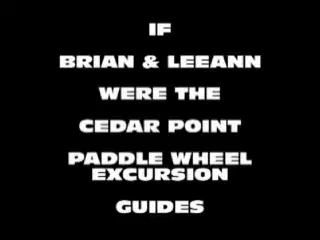 IF
BRIAN & LEEANN
WERE THE
CEDAR POINT
PADDLE WHEEL
EXCURSION
GUIDES